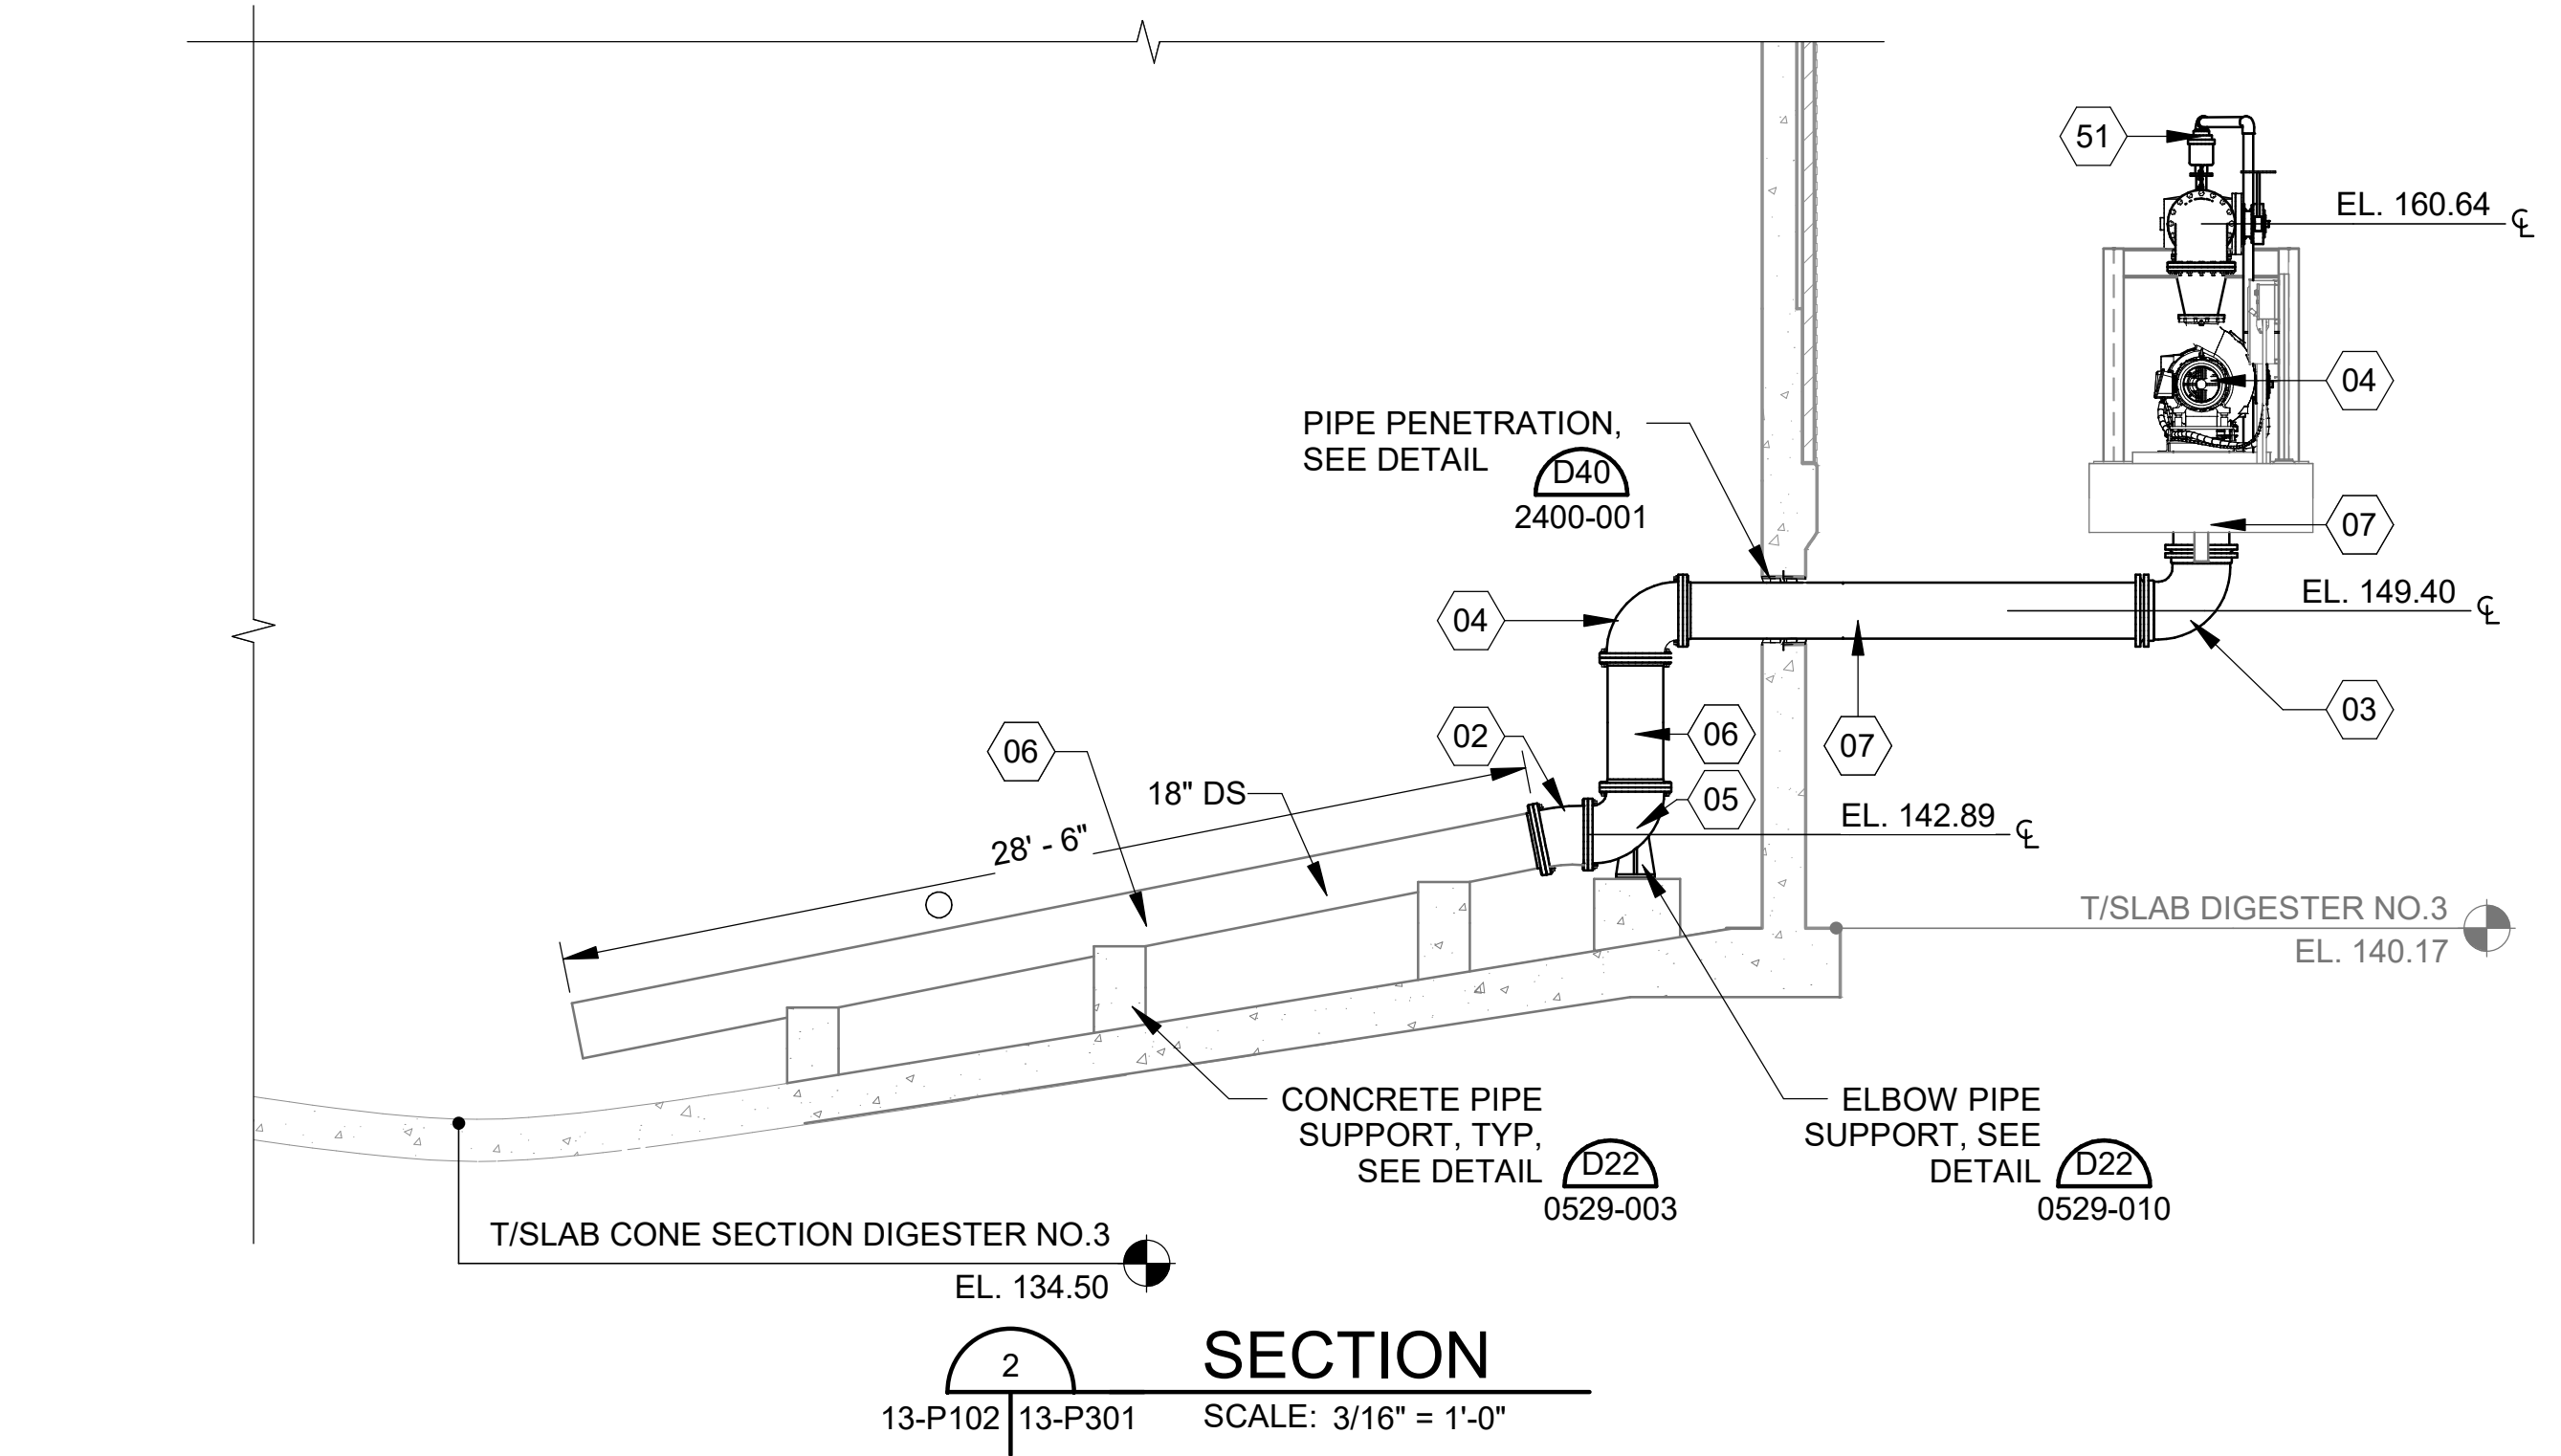 51
EL. 160.64 ℄
04
PIPE PENETRATION,
SEE DETAIL
D40
2400-001
07
EL. 149.40 ℄
04
03
02
06
07
06
18" DS
05
28' - 6"
EL. 142.89 ℄
T/SLAB DIGESTER NO.3
EL. 140.17
CONCRETE PIPE
SUPPORT, TYP,
SEE DETAIL
D22
0529-003
ELBOW PIPE
SUPPORT, SEE
DETAIL
D22
0529-010
T/SLAB CONE SECTION DIGESTER NO.3
EL. 134.50
2
13-P102
13-P301
SECTION
SCALE: 3/16" = 1'-0"